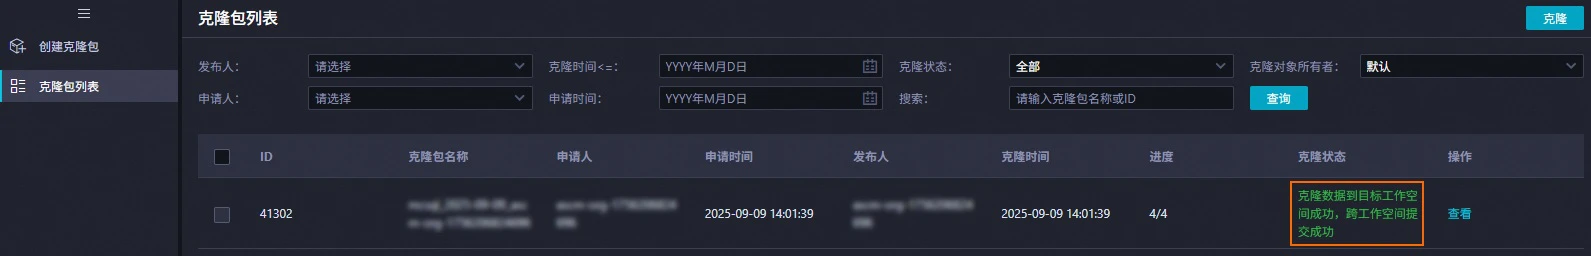 克隆包列表
克隆
创建克隆包
克隆包列表
发布人： 请选择 克隆时间<=： YYYY年M月D日 克隆状态： 全部 克隆对象所有者： 默认
申请人： 请选择 申请时间： YYYY年M月D日 搜索： 请输入克隆包名称或ID 查询
ID 克隆包名称 申请人 申请时间 发布人 克隆时间 进度 克隆状态 操作
41302 2025-09-09 14:01:39 2025-09-09 14:01:39 4/4 查看
克隆数据到目标工作空
间成功，跨工作空间提
交成功